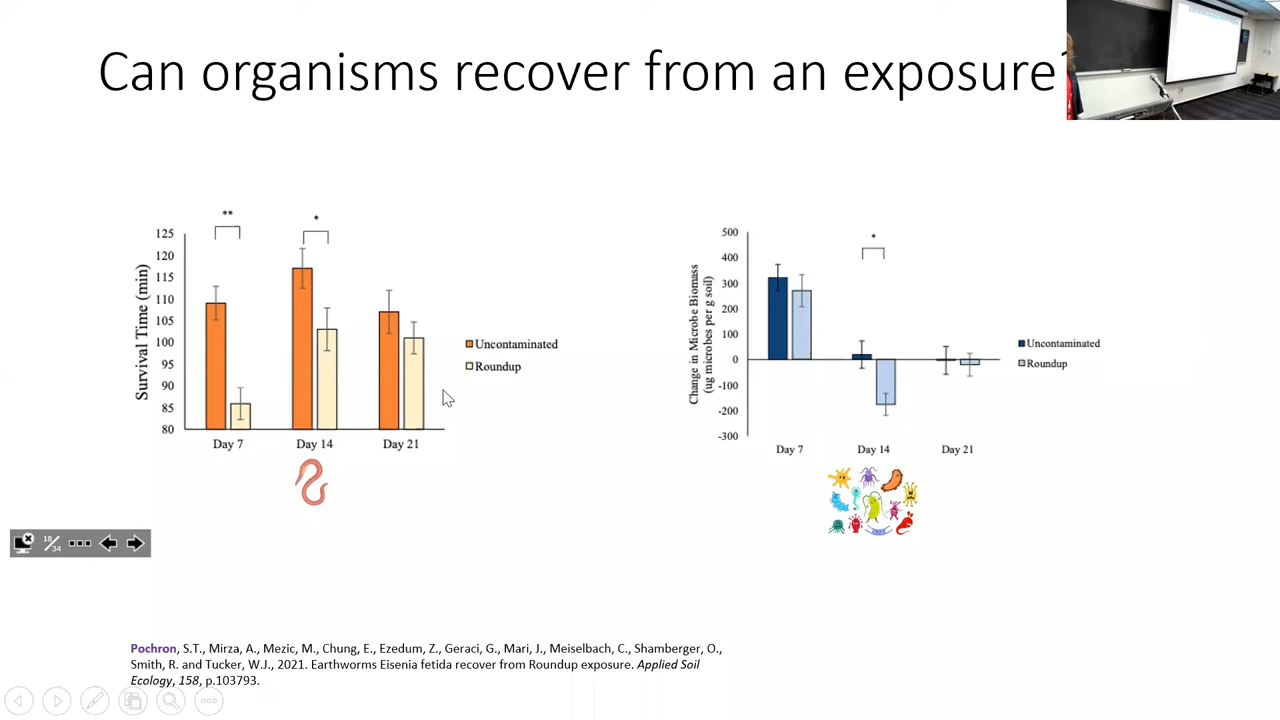 Can organisms recover from an exposure?
**
*
125
120
115
110
105
100
95
90
85
80
Survival Time (min)
Day 7
Day 14
Day 21
Uncontaminated
Roundup
*
500
400
300
200
100
0
-100
-200
-300
Change in Microbe Biomass
(ug microbes per g soil)
Day 7
Day 14
Day 21
Uncontaminated
Roundup
18/34
Pochron, S.T., Mirza, A., Mezic, M., Chung, E., Ezedum, Z., Geraci, G., Mari, J., Meiselbach, C., Shamberger, O.,
Smith, R. and Tucker, W.J., 2021. Earthworms Eisenia fetida recover from Roundup exposure. Applied Soil
Ecology, 158, p.103793.